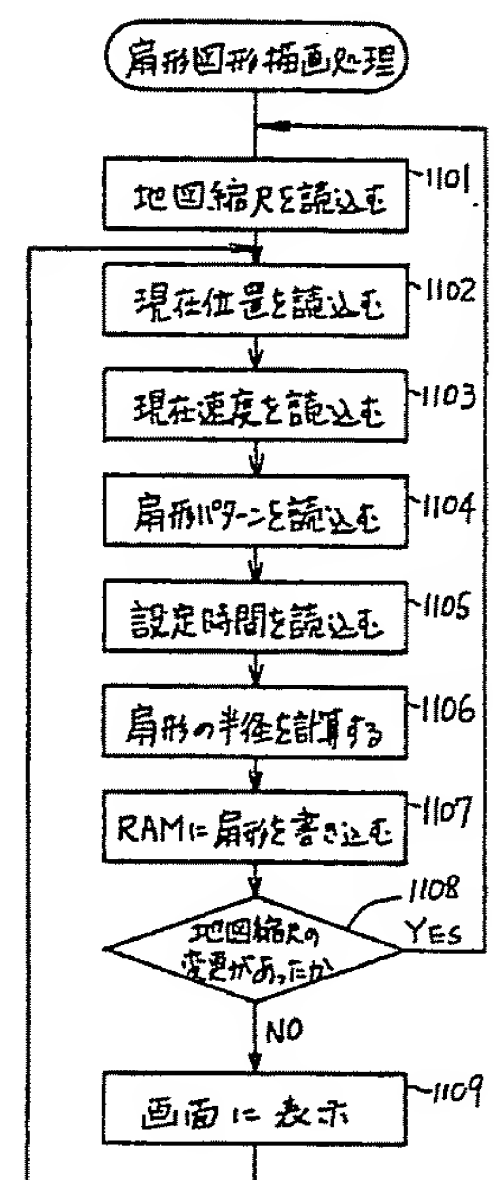 扇形図形描画処理
地図縮尺を読込む
1101
現在位置を読込む
1102
現在速度を読込む
1103
扇形パターンを読込む
1104
設定時間を読込む
1105
扇形の半径を計算する
1106
RAMに扇形を書き込む
1107
1108
地図縮尺の
変更があったか
YES
NO
画面に表示
1109